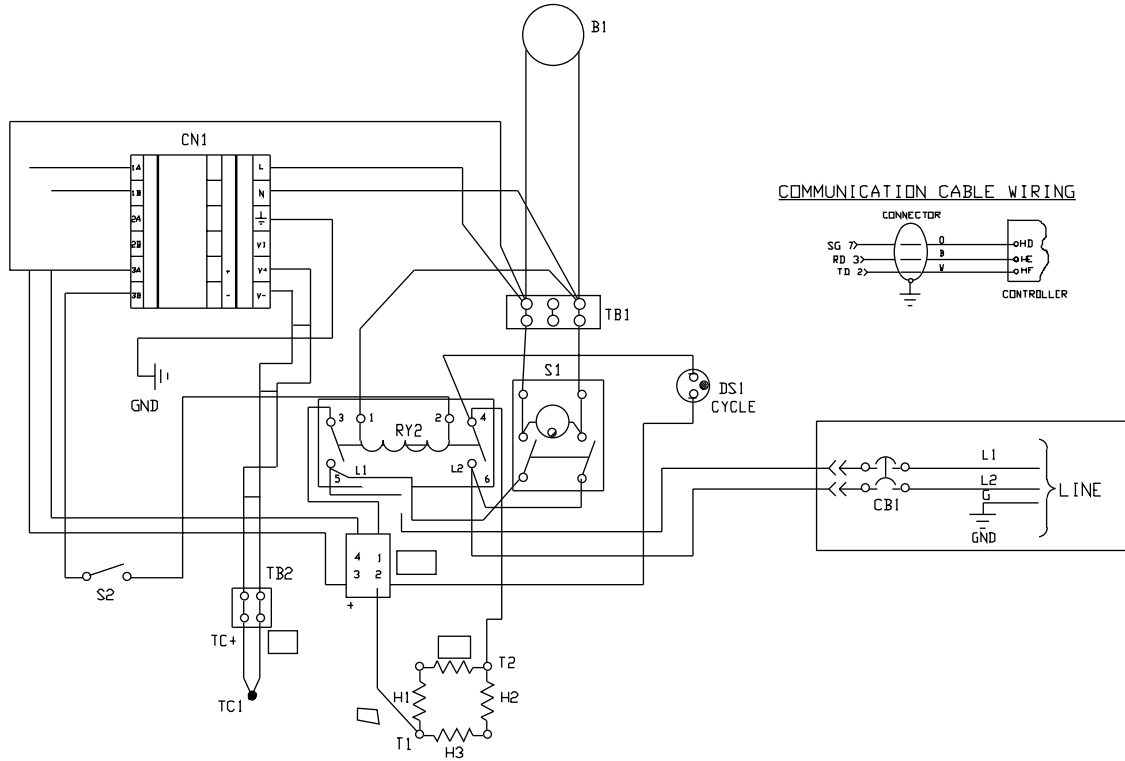 B1
CN1
1A
L
1B
N
2A
2B
V1
3A
+
V+
3B
-
V-
COMMUNICATION CABLE WIRING
CONNECTOR
SG 7
O
HD
RD 3
B
HE
TD 2
W
HF
CONTROLLER
TB1
S1
DS1
CYCLE
GND
3
1
2
4
RY2
L1
L2
5
6
L1
L2
G
CB1
LINE
GND
4 1
3 2
+
S2
TB2
TC+
TC1
T2
H1
H2
T1
H3